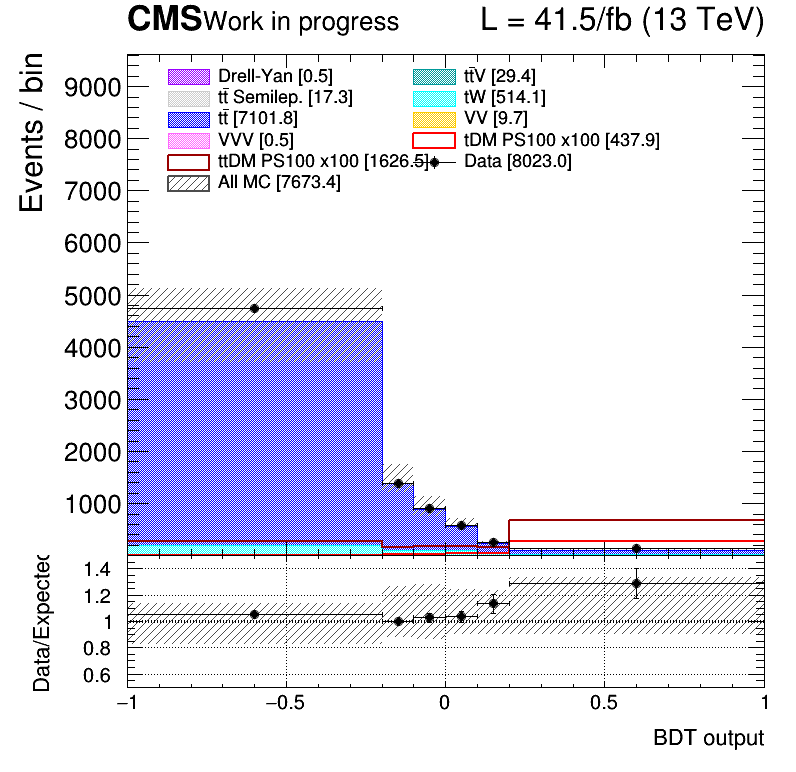 CMS Work in progress L = 41.5/fb (13 TeV)
Events / bin
Drell-Yan [0.5] tt̄V [29.4]
tt̄ Semilep. [17.3] tW [514.1]
tt̄ [7101.8] VV [9.7]
VVV [0.5] tDM PS100 x100 [437.9]
ttDM PS100 x100 [1626.5] Data [8023.0]
All MC [7673.4]
9000
8000
7000
6000
5000
4000
3000
2000
1000
Data/Expected
1.4
1.2
1
0.8
0.6
−1 −0.5 0 0.5 1
BDT output